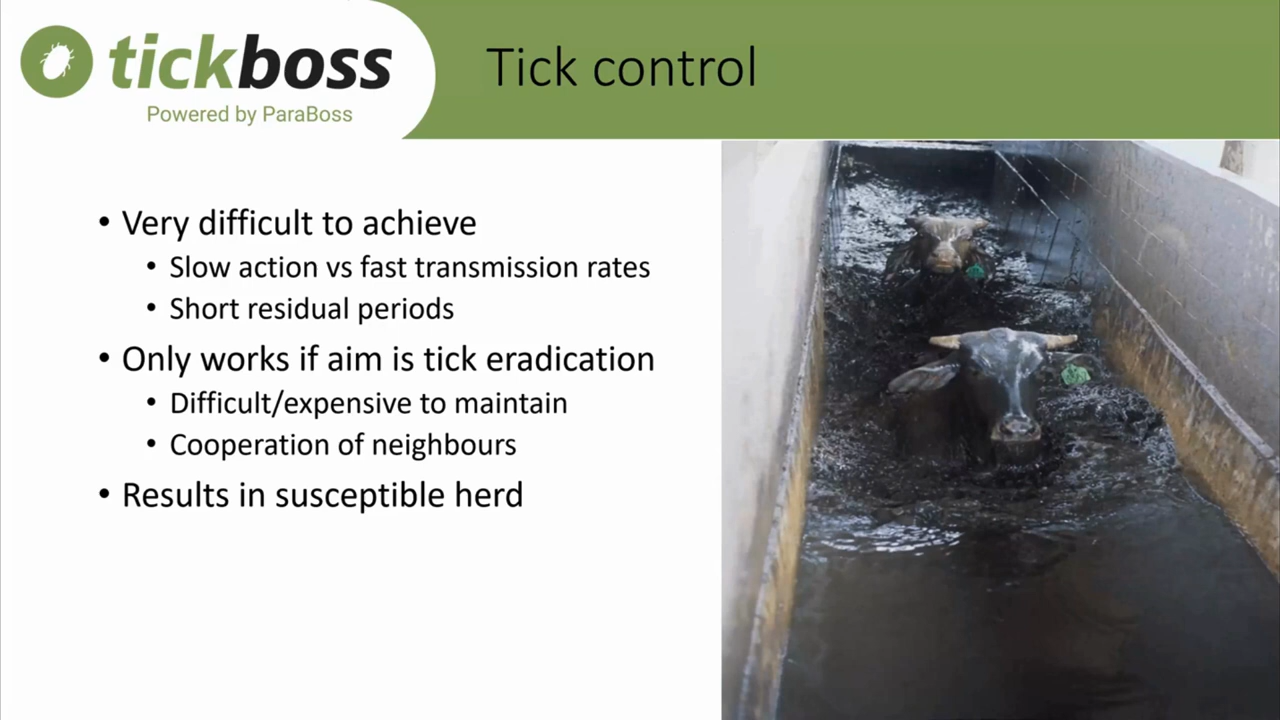 tickboss
Powered by ParaBoss
Tick control
• Very difficult to achieve
• Slow action vs fast transmission rates
• Short residual periods
• Only works if aim is tick eradication
• Difficult/expensive to maintain
• Cooperation of neighbours
• Results in susceptible herd